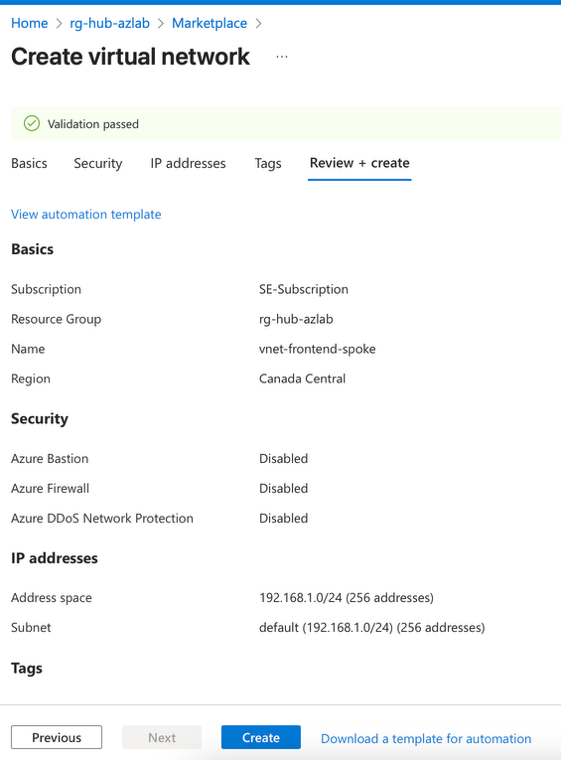 Home > rg-hub-azlab > Marketplace >
Create virtual network ...
Validation passed
Basics Security IP addresses Tags Review + create
View automation template
Basics
Subscription SE-Subscription
Resource Group rg-hub-azlab
Name vnet-frontend-spoke
Region Canada Central
Security
Azure Bastion Disabled
Azure Firewall Disabled
Azure DDoS Network Protection Disabled
IP addresses
Address space 192.168.1.0/24 (256 addresses)
Subnet default (192.168.1.0/24) (256 addresses)
Tags
Previous Next Create Download a template for automation